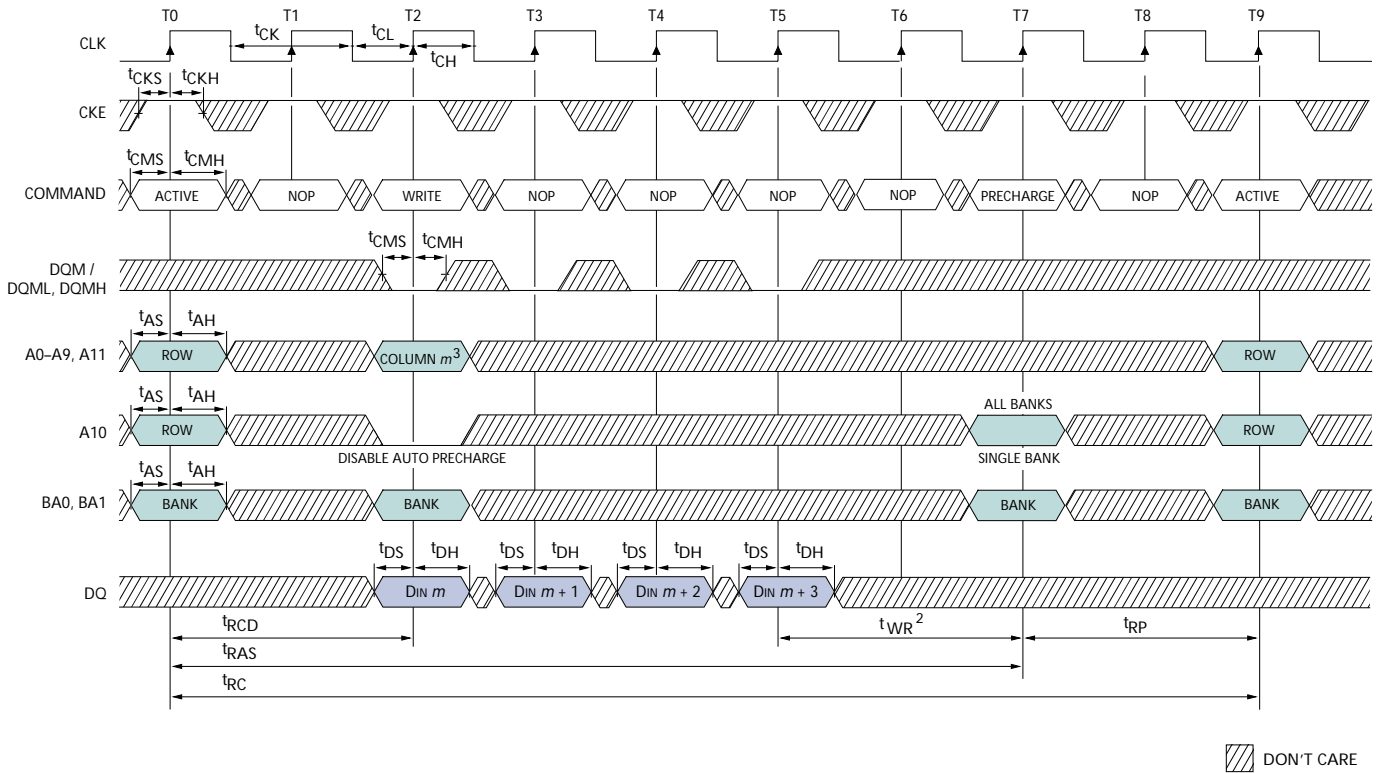 T0 T1 T2 T3 T4 T5 T6 T7 T8 T9
CLK
tCK tCL
tCH
tCKS tCKH
CKE
tCMS tCMH
COMMAND ACTIVE NOP WRITE NOP NOP NOP NOP PRECHARGE NOP ACTIVE
tCMS tCMH
DQM /
DQML, DQMH
tAS tAH
A0–A9, A11 ROW COLUMN m3 ROW
tAS tAH
ALL BANKS
A10 ROW ROW
DISABLE AUTO PRECHARGE SINGLE BANK
tAS tAH
BA0, BA1 BANK BANK BANK BANK
tDS tDH tDS tDH tDS tDH tDS tDH
DQ DIN m DIN m + 1 DIN m + 2 DIN m + 3
tRCD tWR2 tRP
tRAS
tRC
DON'T CARE